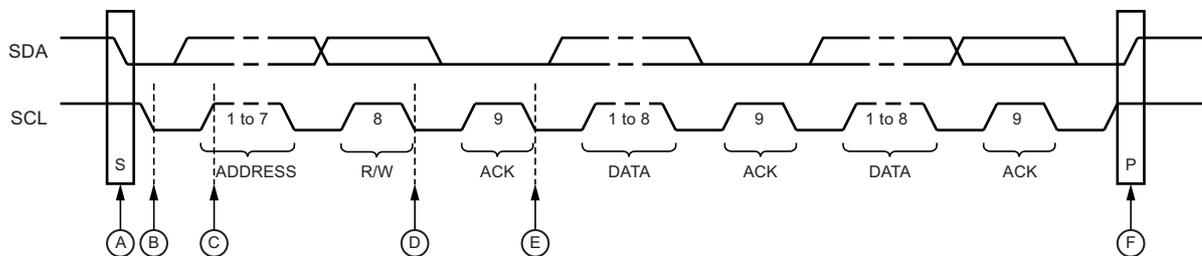 SDA
SCL
1 to 7 8 9 1 to 8 9 1 to 8 9
S ADDRESS R/W ACK DATA ACK DATA ACK P
A B C D E F